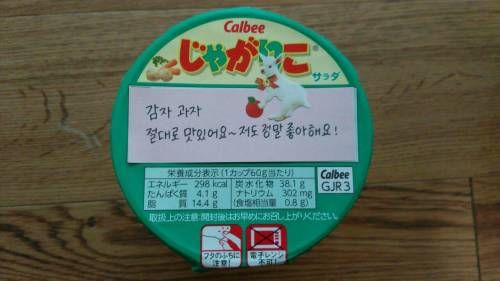 Calbee
じゃがりこ®
サラダ
감자 과자
절대로 맛있어요~ 저도 정말 좋아해요!
栄養成分表示 (1カップ60g当たり)
エネルギー 298 kcal 炭水化物 38.1 g
たんぱく質 4.1 g ナトリウム 302 mg
脂質 14.4 g (食塩相当量 0.8 g)
Calbee
GJR 3
取扱上の注意:開封後はお早めにお召し上がりください。
フタのふちに
注意!
電子レンジ
不可!